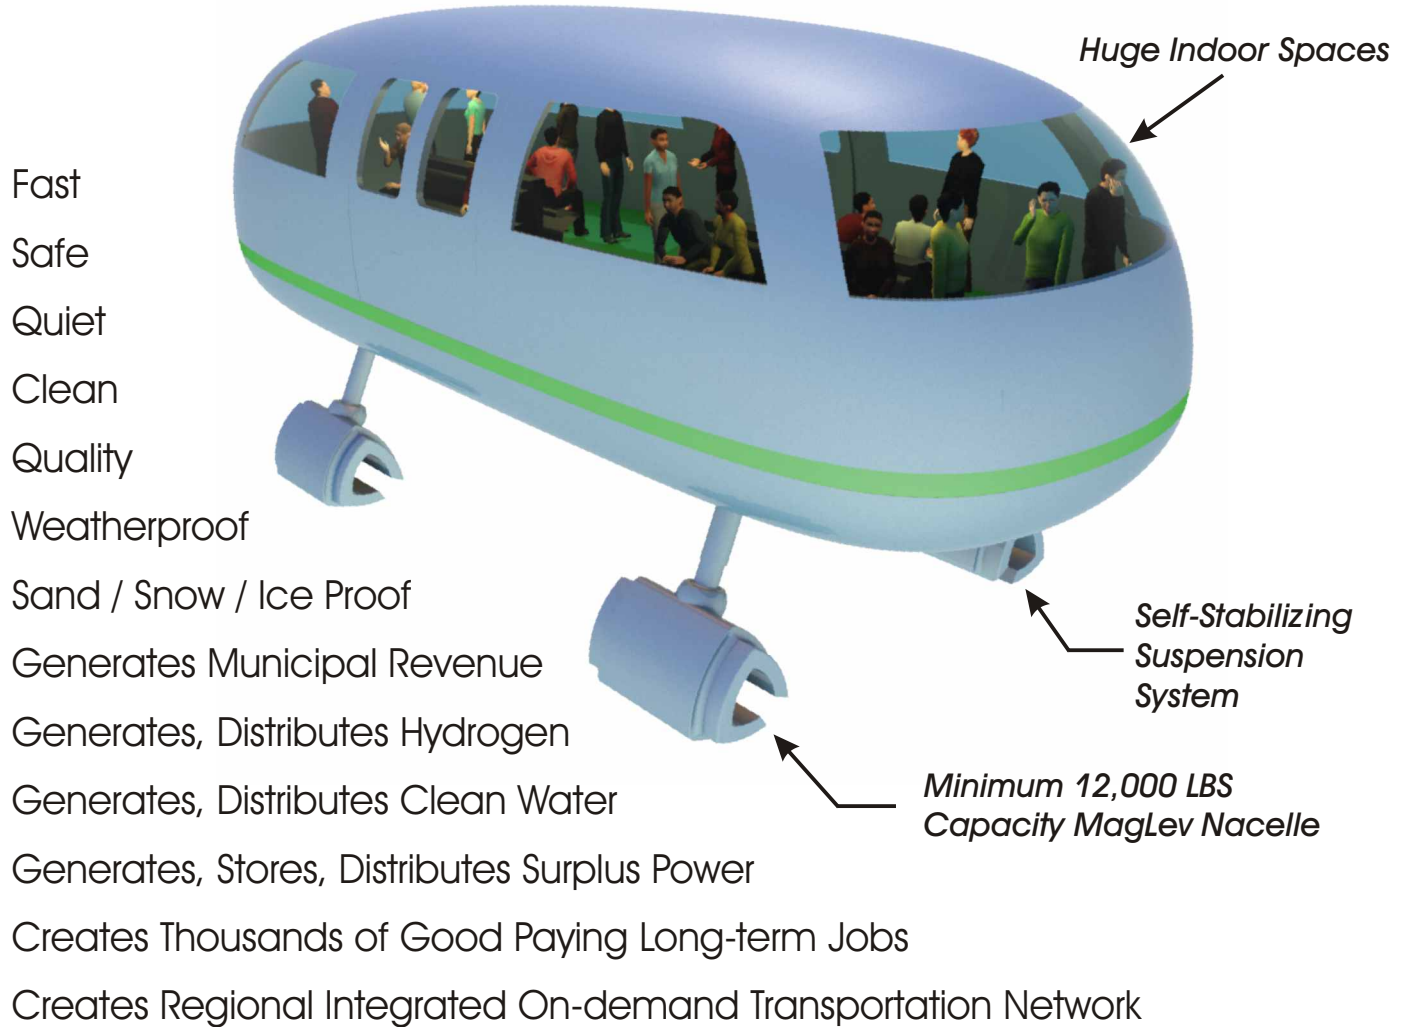 Huge Indoor Spaces
Fast
Safe
Quiet
Clean
Quality
Weatherproof
Sand / Snow / Ice Proof
Generates Municipal Revenue
Generates, Distributes Hydrogen
Generates, Distributes Clean Water
Generates, Stores, Distributes Surplus Power
Creates Thousands of Good Paying Long-term Jobs
Creates Regional Integrated On-demand Transportation Network
Self-Stabilizing
Suspension
System
Minimum 12,000 LBS
Capacity MagLev Nacelle